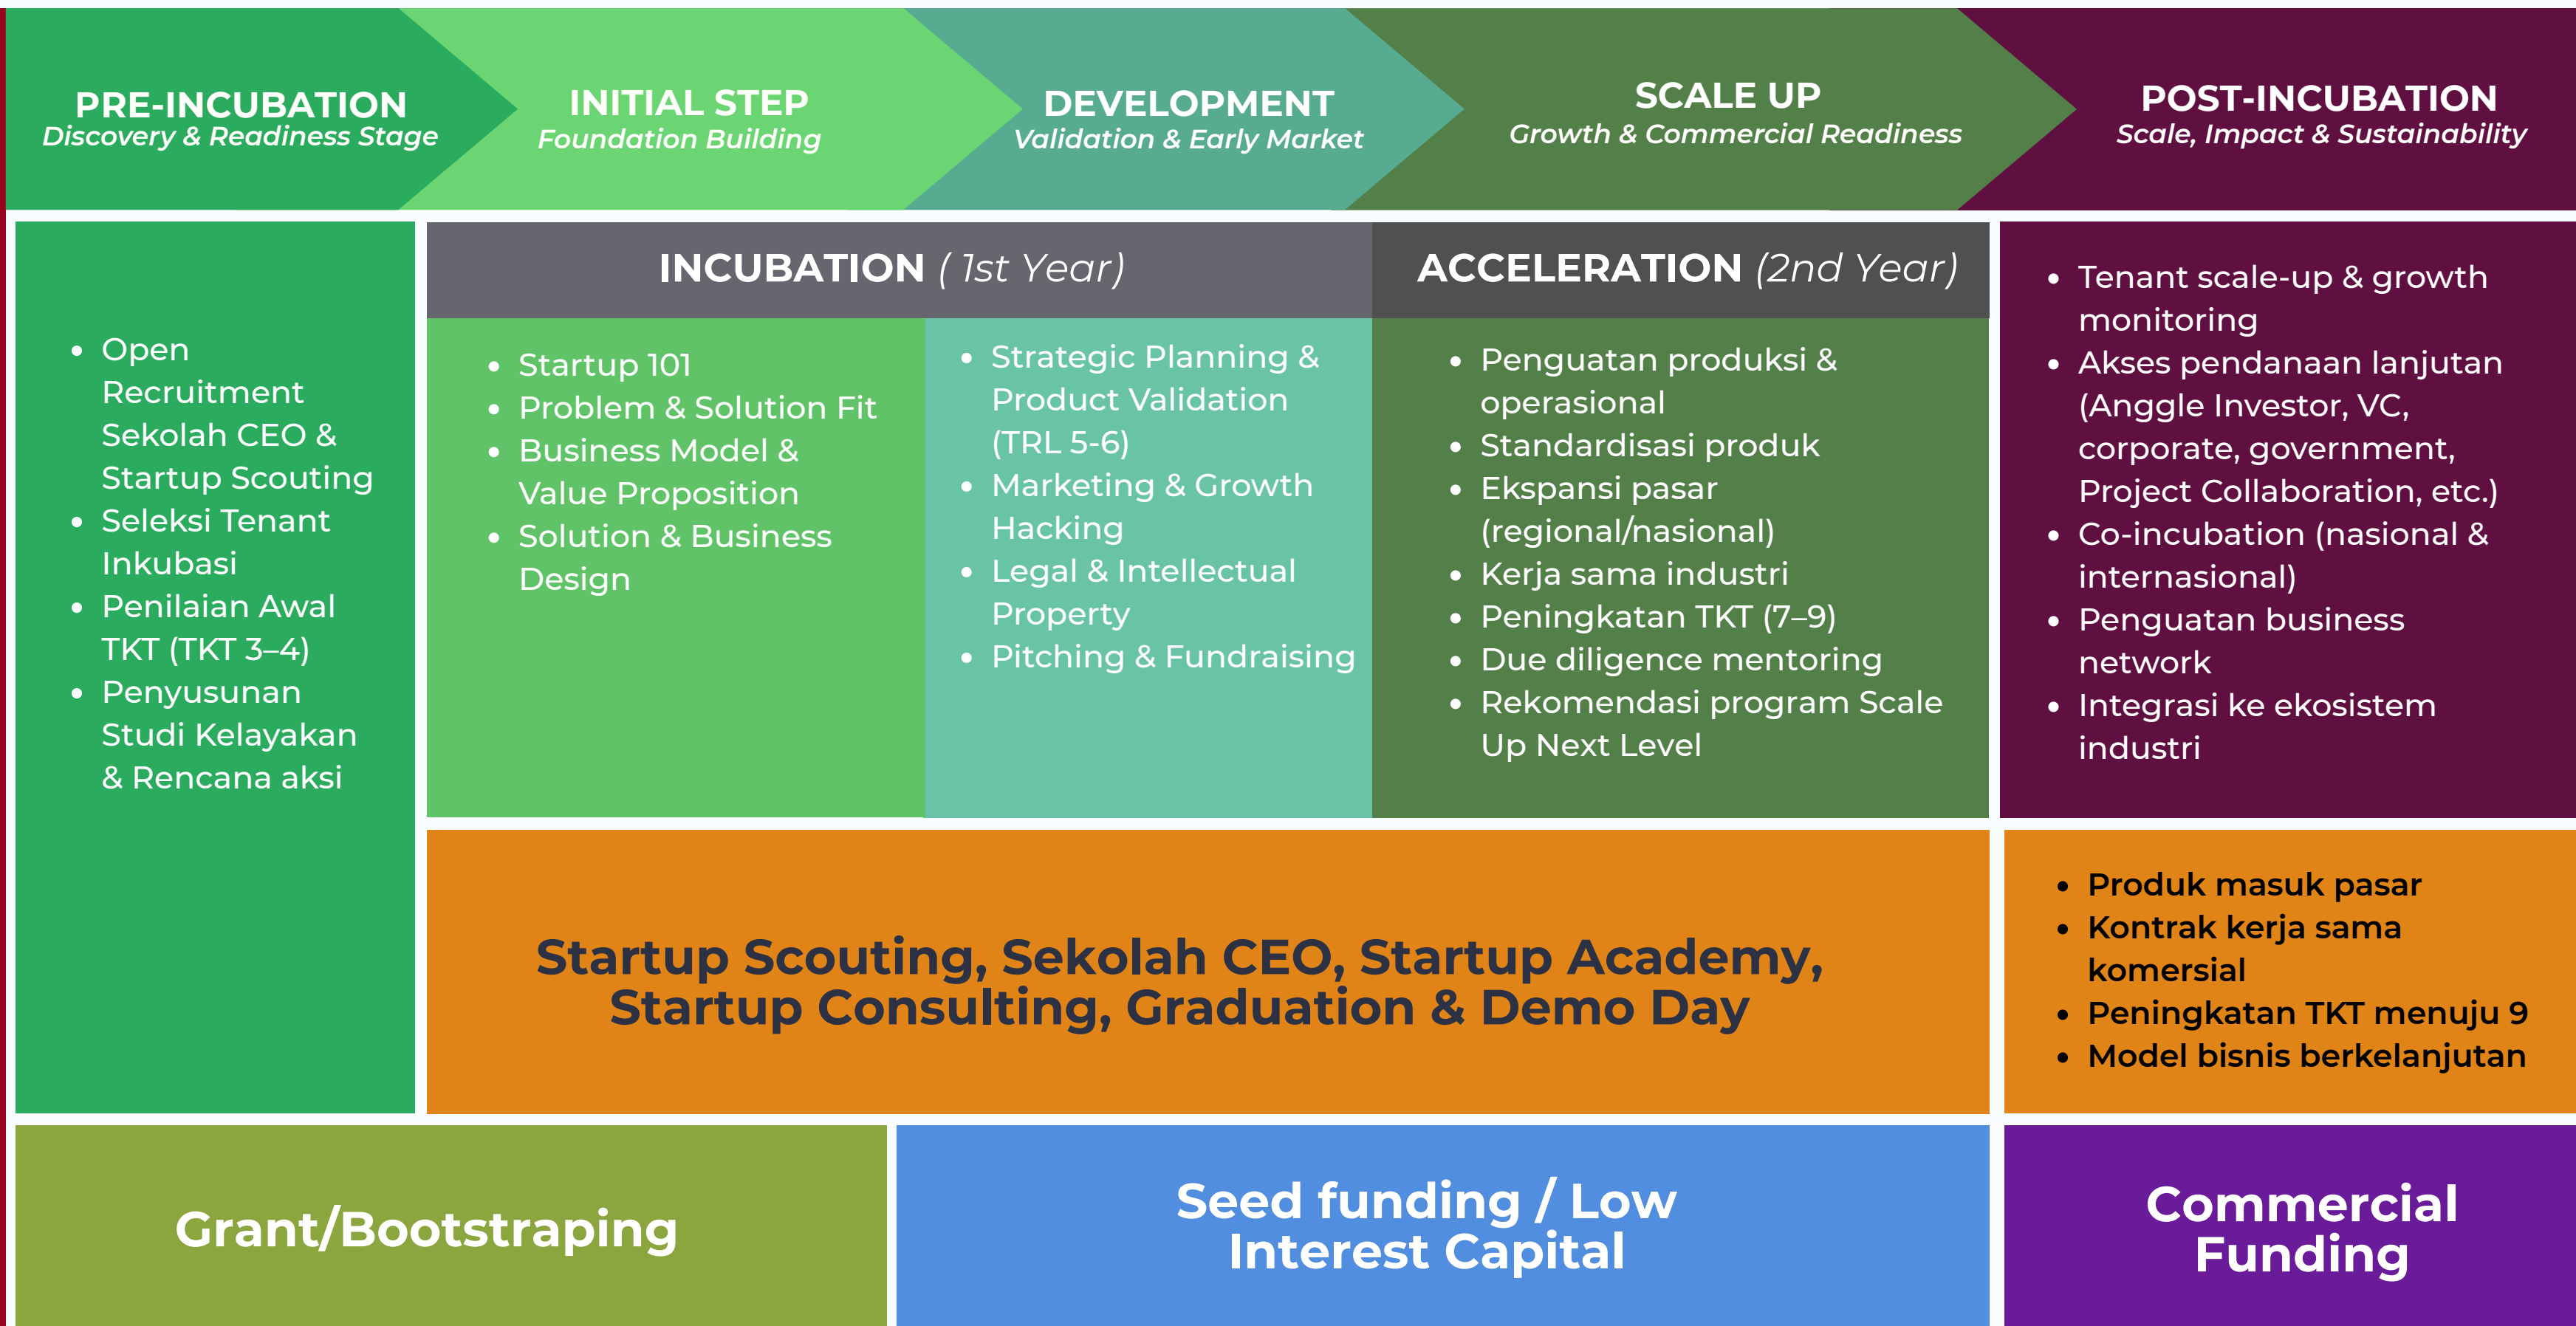 PRE-INCUBATION
Discovery & Readiness Stage
INITIAL STEP
Foundation Building
DEVELOPMENT
Validation & Early Market
SCALE UP
Growth & Commercial Readiness
POST-INCUBATION
Scale, Impact & Sustainability
• Open
Recruitment
Sekolah CEO &
Startup Scouting
• Seleksi Tenant
Inkubasi
• Penilaian Awal
TKT (TKT 3–4)
• Penyusunan
Studi Kelayakan
& Rencana aksi
INCUBATION ( 1st Year)
• Startup 101
• Problem & Solution Fit
• Business Model &
Value Proposition
• Solution & Business
Design
• Strategic Planning &
Product Validation
(TRL 5-6)
• Marketing & Growth
Hacking
• Legal & Intellectual
Property
• Pitching & Fundraising
ACCELERATION (2nd Year)
• Penguatan produksi &
operasional
• Standardisasi produk
• Ekspansi pasar
(regional/nasional)
• Kerja sama industri
• Peningkatan TKT (7–9)
• Due diligence mentoring
• Rekomendasi program Scale
Up Next Level
• Tenant scale-up & growth
monitoring
• Akses pendanaan lanjutan
(Anggle Investor, VC,
corporate, government,
Project Collaboration, etc.)
• Co-incubation (nasional &
internasional)
• Penguatan business
network
• Integrasi ke ekosistem
industri
Startup Scouting, Sekolah CEO, Startup Academy,
Startup Consulting, Graduation & Demo Day
• Produk masuk pasar
• Kontrak kerja sama
komersial
• Peningkatan TKT menuju 9
• Model bisnis berkelanjutan
Grant/Bootstraping
Seed funding / Low
Interest Capital
Commercial
Funding